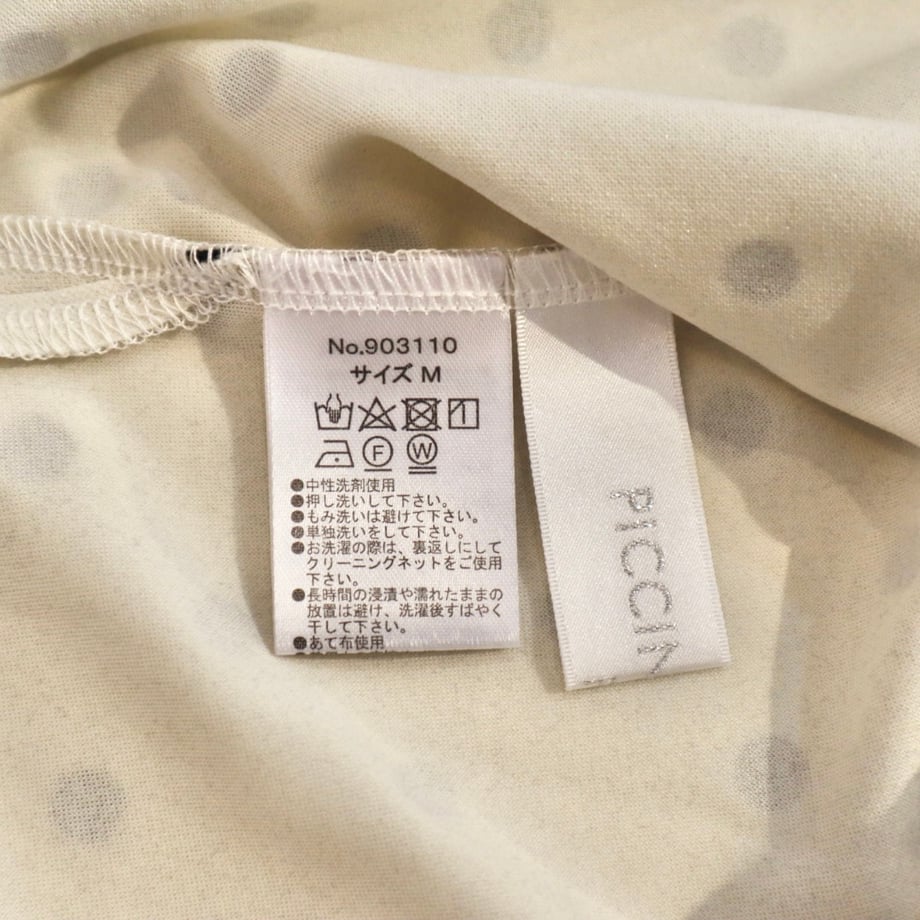 No.903110
サイズ M
F W
●中性洗剤使用
●押し洗いして下さい。
●もみ洗いは避けて下さい。
●単独洗いをして下さい。
●お洗濯の際は、裏返しにして
クリーニングネットをご使用
下さい。
●長時間の浸漬や濡れたままの
放置は避け、洗濯後すばやく
干して下さい。
●あて布使用
PICCIN